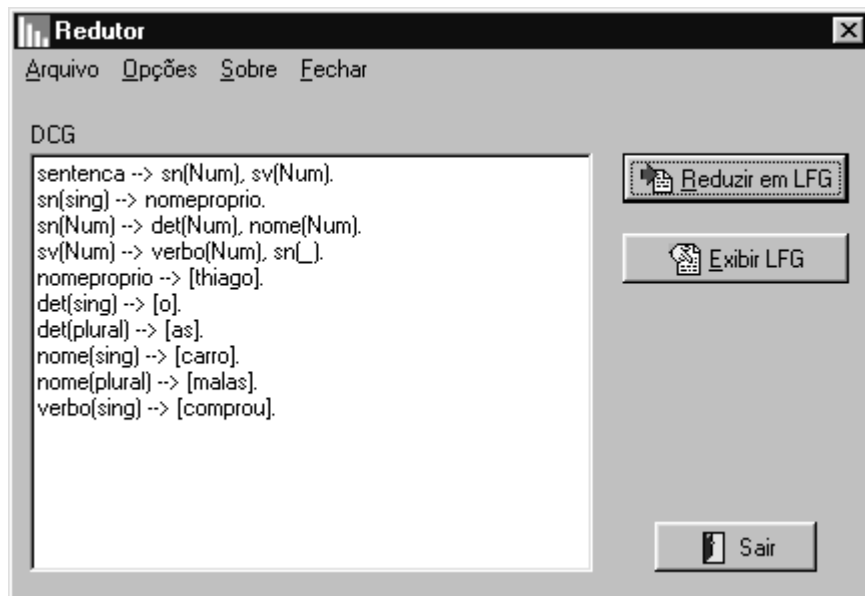 Redutor
Arquivo Opções Sobre Fechar
DCG
sentenca --> sn(Num), sv(Num).
sn(sing) --> nomeproprio.
sn(Num) --> det(Num), nome(Num).
sv(Num) --> verbo(Num), sn(_).
nomeproprio --> [thiago].
det(sing) --> [o].
det(plural) --> [as].
nome(sing) --> [carro].
nome(plural) --> [malas].
verbo(sing) --> [comprou].
Reduzir em LFG
Exibir LFG
Sair